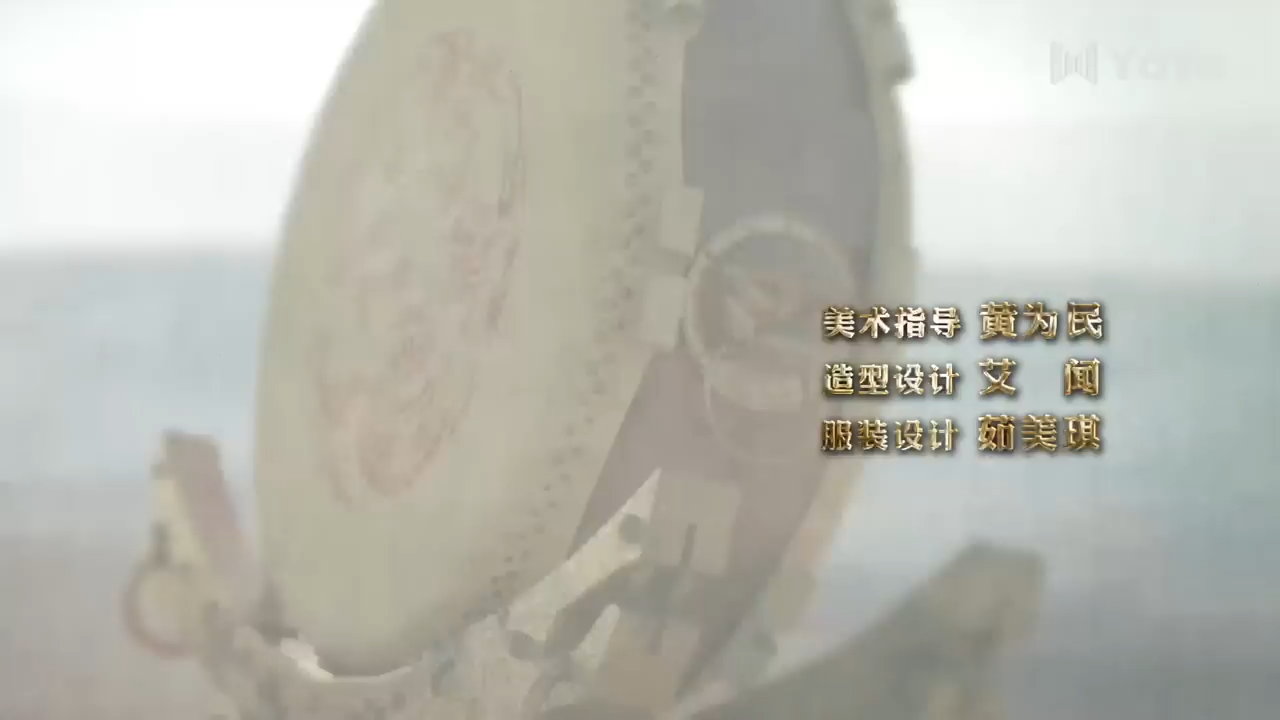 美术指导 黄为民
造型设计 艾 闻
服装设计 茹美琪